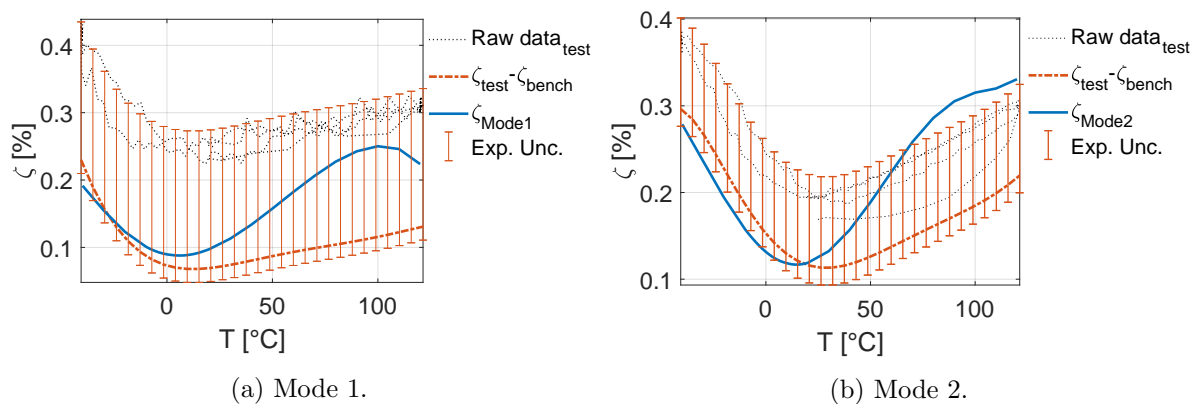 0.4
0.3
0.2
0.1
ζ [%]
0 50 100
T [°C]
Raw data_test
ζ_test-ζ_bench
ζ_Mode1
Exp. Unc.
(a) Mode 1.
0.4
0.3
0.2
0.1
ζ [%]
0 50 100
T [°C]
Raw data_test
ζ_test-ζ_bench
ζ_Mode2
Exp. Unc.
(b) Mode 2.